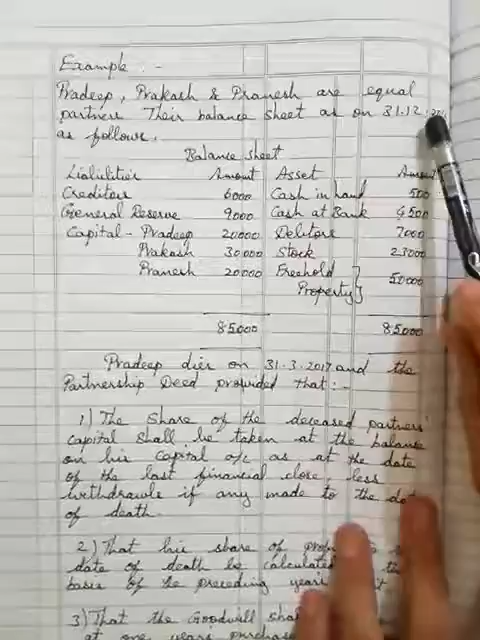 Example :-
Pradeep, Prakash & Pranesh are equal
partners Their balance sheet as on 31.12.
as follows.
Balance sheet
Liabilities Amount Asset Amount
Creditors 6000 Cash in hand 500
General Reserve 9000 Cash at Bank 4500
Capital - Pradeep 20000 Debtors 7000
Prakash 30000 Stock 23000
Pranesh 20000 Freehold Property } 50000
85000 85000
Pradeep dies on 31.3.2017 and the
Partnership Deed provided that :-
1) The Share of the deceased partners'
capital shall be taken at the balance
on his capital a/c as at the date
of the last financial close less
withdrawls if any made to the
of death.
2) That his share of
date of death be calculated
basis of the preceding years
3) That the Goodwill
at one years purchase